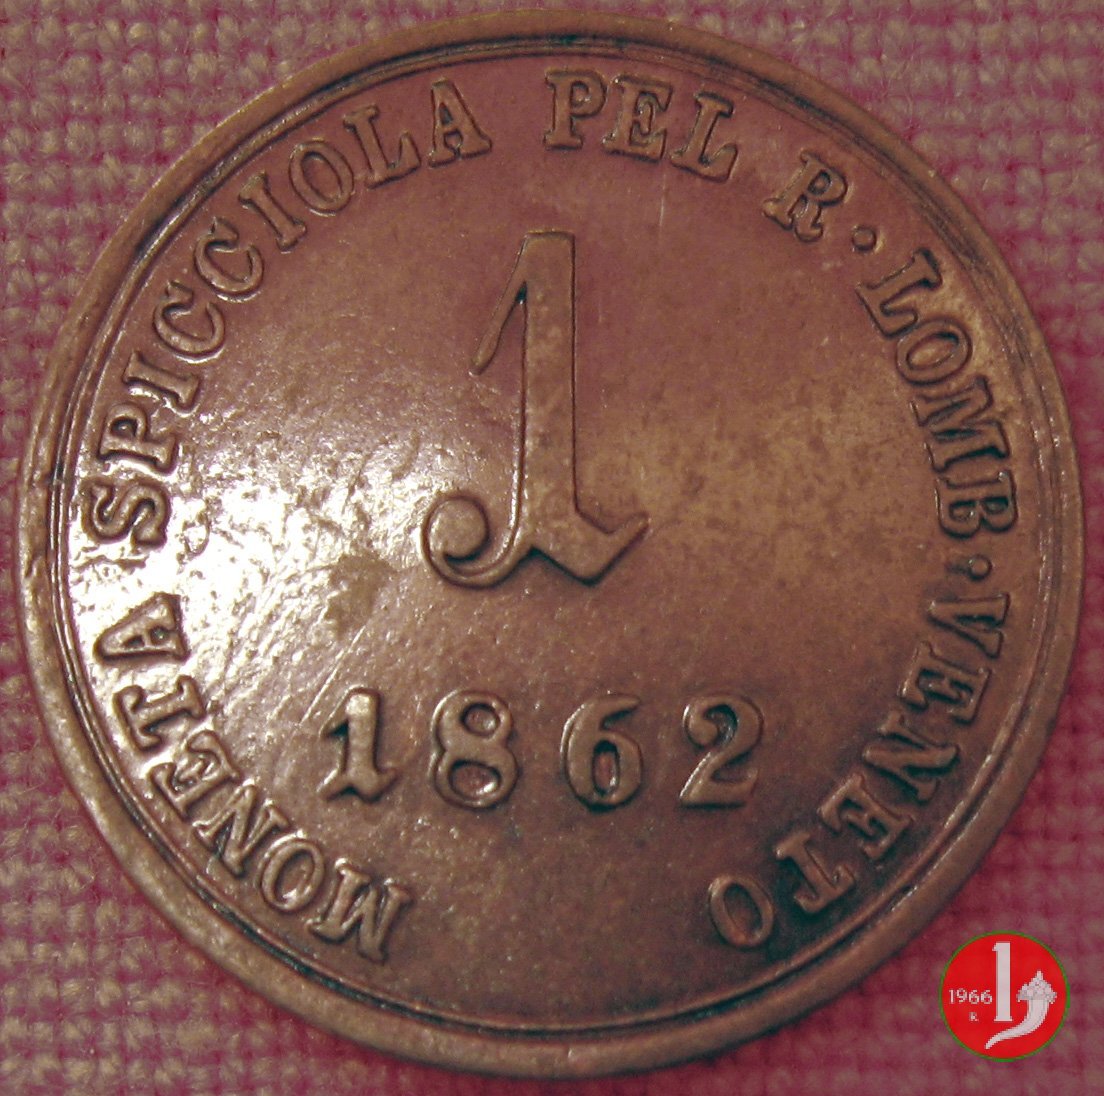 MONETA SPICCIOLA PEL R · LOMB · VENETO
1
1862
1966
R